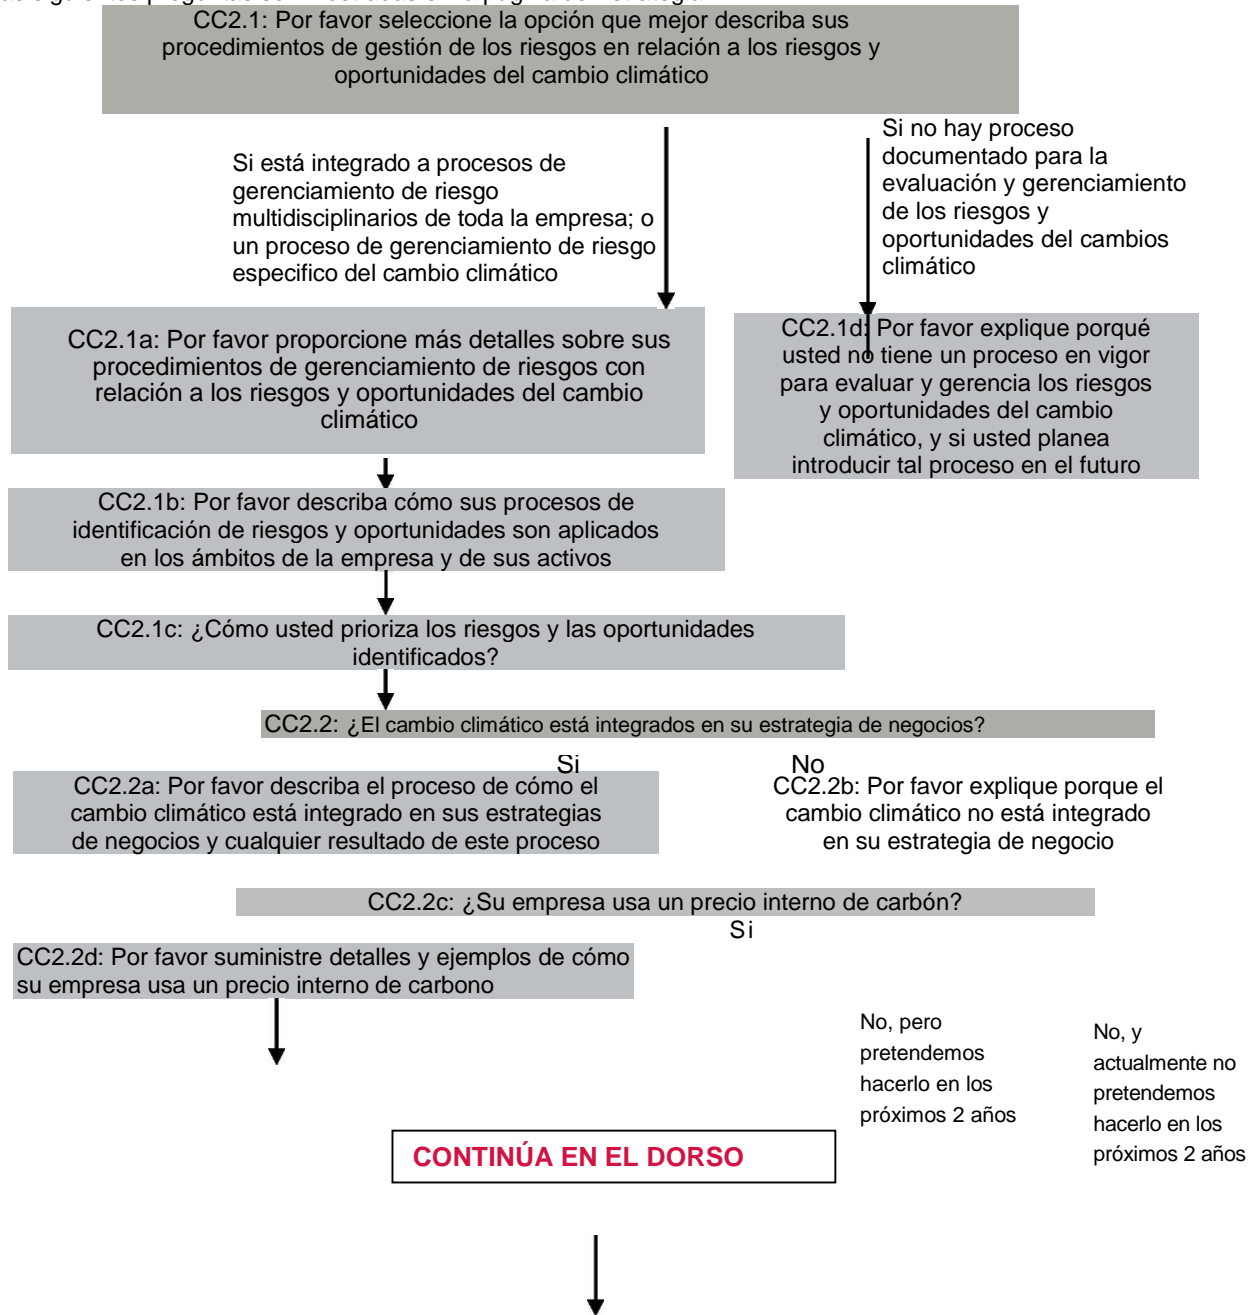 CC2.1: Por favor seleccione la opción que mejor describa sus
procedimientos de gestión de los riesgos en relación a los riesgos y
oportunidades del cambio climático
Si está integrado a procesos de
gerenciamiento de riesgo
multidisciplinarios de toda la empresa; o
un proceso de gerenciamiento de riesgo
especifico del cambio climático
Si no hay proceso
documentado para la
evaluación y gerenciamiento
de los riesgos y
oportunidades del cambios
climático
CC2.1a: Por favor proporcione más detalles sobre sus
procedimientos de gerenciamiento de riesgos con
relación a los riesgos y oportunidades del cambio
climático
CC2.1d: Por favor explique porqué
usted no tiene un proceso en vigor
para evaluar y gerencia los riesgos
y oportunidades del cambio
climático, y si usted planea
introducir tal proceso en el futuro
CC2.1b: Por favor describa cómo sus procesos de
identificación de riesgos y oportunidades son aplicados
en los ámbitos de la empresa y de sus activos
CC2.1c: ¿Cómo usted prioriza los riesgos y las oportunidades
identificados?
CC2.2: ¿El cambio climático está integrados en su estrategia de negocios?
Si No
CC2.2a: Por favor describa el proceso de cómo el
cambio climático está integrado en sus estrategias
de negocios y cualquier resultado de este proceso
CC2.2b: Por favor explique porque el
cambio climático no está integrado
en su estrategia de negocio
CC2.2c: ¿Su empresa usa un precio interno de carbón?
Si
CC2.2d: Por favor suministre detalles y ejemplos de cómo
su empresa usa un precio interno de carbono
No, pero
pretendemos
hacerlo en los
próximos 2 años
No, y
actualmente no
pretendemos
hacerlo en los
próximos 2 años
CONTINÚA EN EL DORSO